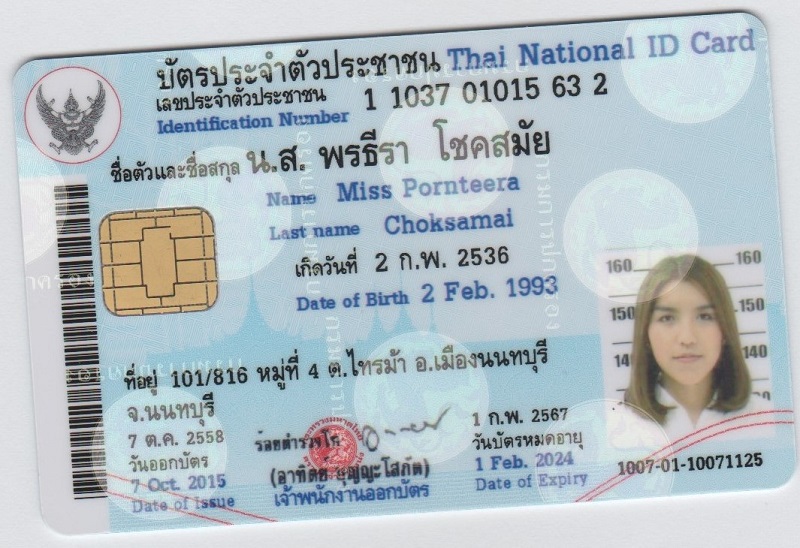 บัตรประจำตัวประชาชน Thai National ID Card
เลขประจำตัวประชาชน 1 1037 01015 63 2
Identification Number
ชื่อตัวและชื่อสกุล น.ส. พรธีรา โชคสมัย
Name Miss Pornteera
Last name Choksamai
เกิดวันที่ 2 ก.พ. 2536
Date of Birth 2 Feb. 1993
160 160
150 150
140 140
ที่อยู่ 101/816 หมู่ที่ 4 ต.ไทรม้า อ.เมืองนนทบุรี
จ.นนทบุรี
7 ต.ค. 2558
วันออกบัตร
7 Oct. 2015
Date of Issue
ร้อยตำรวจโท
(อาทิตย์ บุญญะโสภัต)
เจ้าพนักงานออกบัตร
1 ก.พ. 2567
วันบัตรหมดอายุ
1 Feb. 2024
Date of Expiry
1007-01-10071125